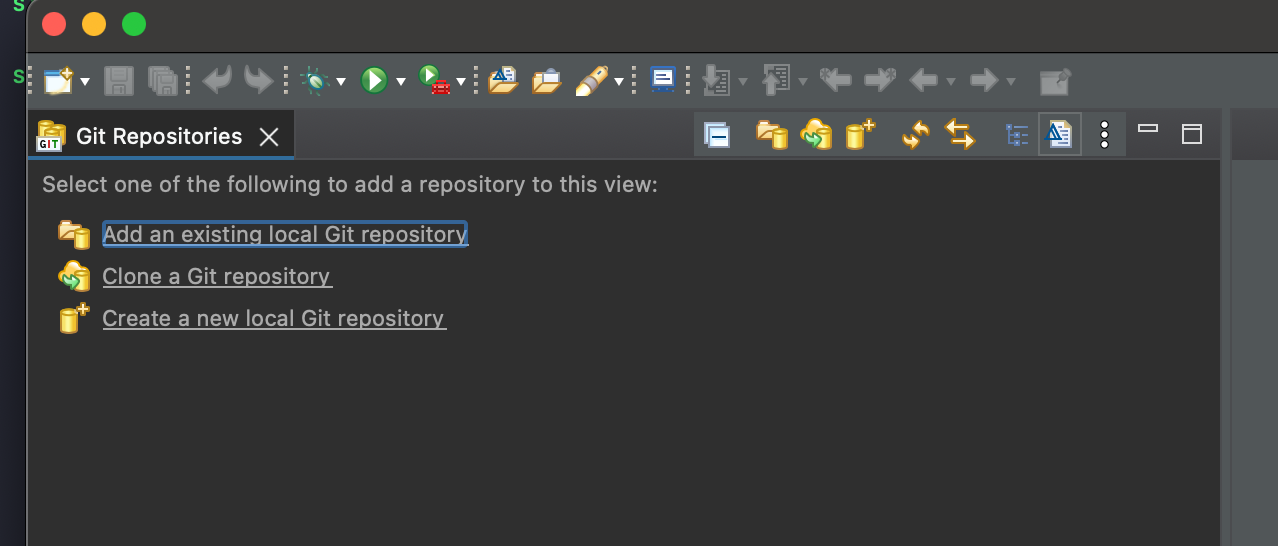 S
S
GIT Git Repositories
Select one of the following to add a repository to this view:
Add an existing local Git repository
Clone a Git repository
Create a new local Git repository